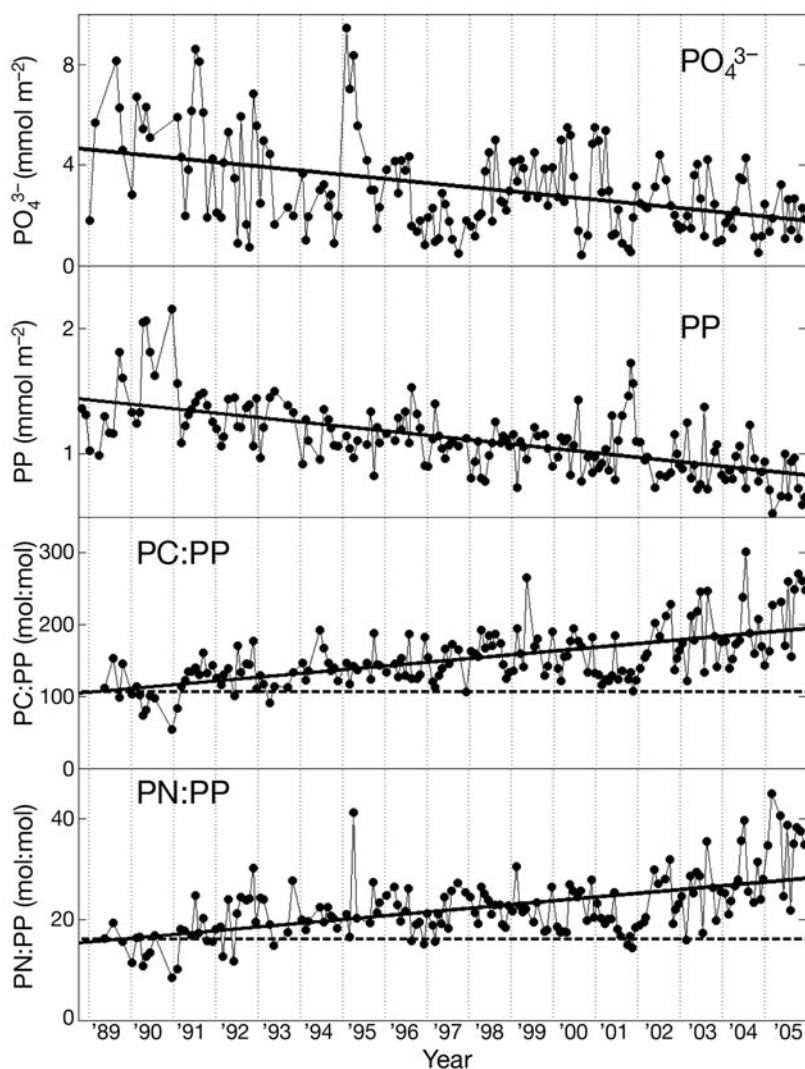 PO₄³⁻
PO₄³⁻ (mmol m⁻²)
8
4
0
PP
PP (mmol m⁻²)
2
1
PC:PP
PC:PP (mol:mol)
300
200
100
0
PN:PP
PN:PP (mol:mol)
40
20
0
'89 '90 '91 '92 '93 '94 '95 '96 '97 '98 '99 '00 '01 '02 '03 '04 '05
Year